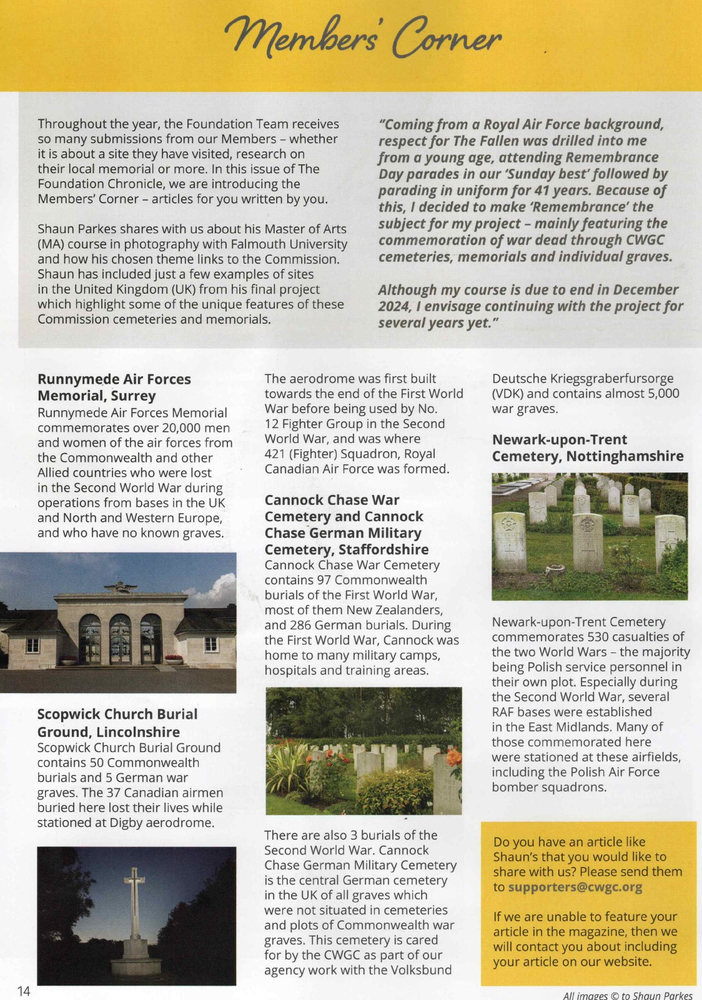 Members' Corner
Throughout the year, the Foundation Team receives
so many submissions from our Members – whether
it is about a site they have visited, research on
their local memorial or more. In this issue of The
Foundation Chronicle, we are introducing the
Members' Corner – articles for you written by you.
Shaun Parkes shares with us about his Master of Arts
(MA) course in photography with Falmouth University
and how his chosen theme links to the Commission.
Shaun has included just a few examples of sites
in the United Kingdom (UK) from his final project
which highlight some of the unique features of these
Commission cemeteries and memorials.
"Coming from a Royal Air Force background,
respect for The Fallen was drilled into me
from a young age, attending Remembrance
Day parades in our 'Sunday best' followed by
parading in uniform for 41 years. Because of
this, I decided to make 'Remembrance' the
subject for my project – mainly featuring the
commemoration of war dead through CWGC
cemeteries, memorials and individual graves.
Although my course is due to end in December
2024, I envisage continuing with the project for
several years yet."
Runnymede Air Forces
Memorial, Surrey
Runnymede Air Forces Memorial
commemorates over 20,000 men
and women of the air forces from
the Commonwealth and other
Allied countries who were lost
in the Second World War during
operations from bases in the UK
and North and Western Europe,
and who have no known graves.
Scopwick Church Burial
Ground, Lincolnshire
Scopwick Church Burial Ground
contains 50 Commonwealth
burials and 5 German war
graves. The 37 Canadian airmen
buried here lost their lives while
stationed at Digby aerodrome.
The aerodrome was first built
towards the end of the First World
War before being used by No.
12 Fighter Group in the Second
World War, and was where
421 (Fighter) Squadron, Royal
Canadian Air Force was formed.
Cannock Chase War
Cemetery and Cannock
Chase German Military
Cemetery, Staffordshire
Cannock Chase War Cemetery
contains 97 Commonwealth
burials of the First World War,
most of them New Zealanders,
and 286 German burials. During
the First World War, Cannock was
home to many military camps,
hospitals and training areas.
There are also 3 burials of the
Second World War. Cannock
Chase German Military Cemetery
is the central German cemetery
in the UK of all graves which
were not situated in cemeteries
and plots of Commonwealth war
graves. This cemetery is cared
for by the CWGC as part of our
agency work with the Volksbund
Deutsche Kriegsgraberfursorge
(VDK) and contains almost 5,000
war graves.
Newark-upon-Trent
Cemetery, Nottinghamshire
Newark-upon-Trent Cemetery
commemorates 530 casualties of
the two World Wars – the majority
being Polish service personnel in
their own plot. Especially during
the Second World War, several
RAF bases were established
in the East Midlands. Many of
those commemorated here
were stationed at these airfields,
including the Polish Air Force
bomber squadrons.
Do you have an article like
Shaun's that you would like to
share with us? Please send them
to supporters@cwgc.org
If we are unable to feature your
article in the magazine, then we
will contact you about including
your article on our website.
14
All images © to Shaun Parkes